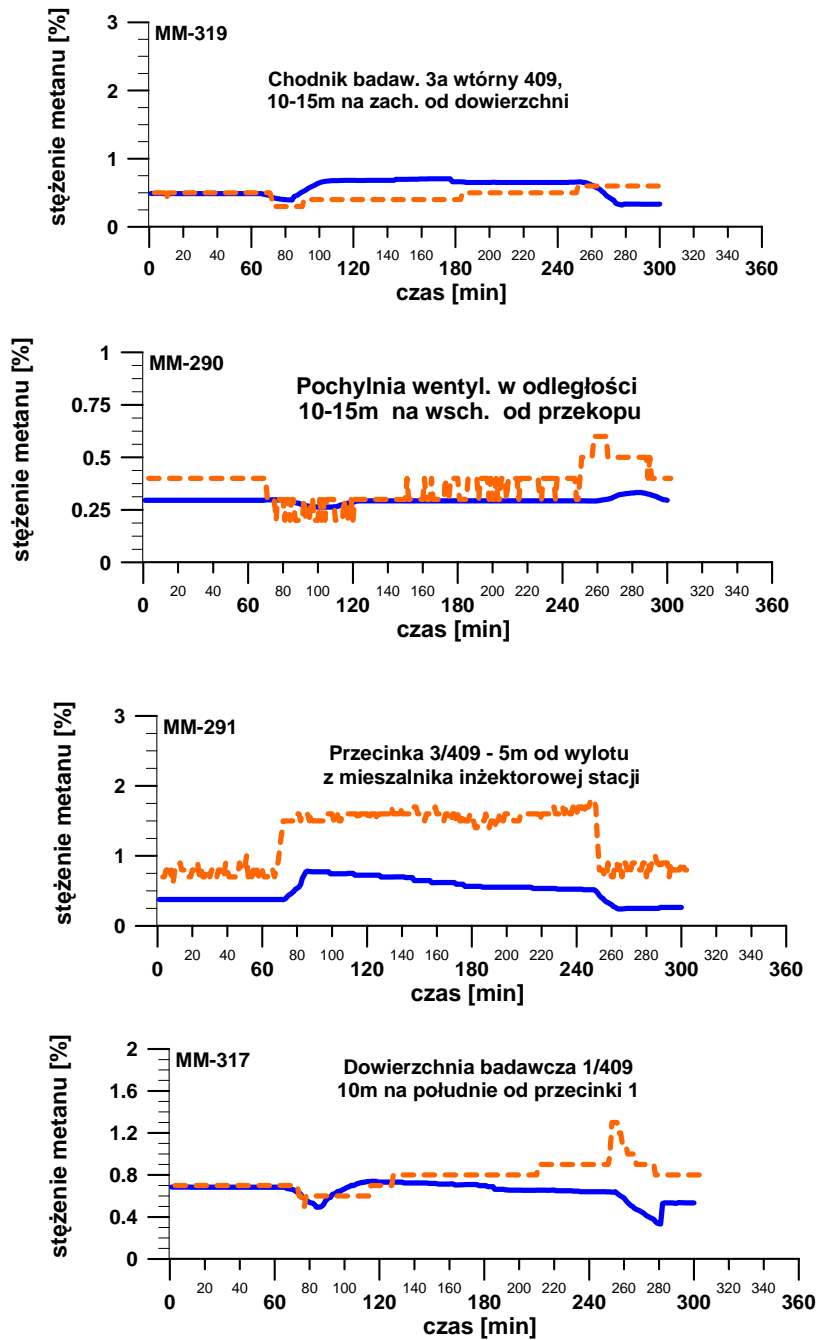 stężenie metanu [%]
MM-319
Chodnik badaw. 3a wtórny 409,
10-15m na zach. od dowierzchni
3
2
1
0
0 20 40 60 80 100 120 140 160 180 200 220 240 260 280 300 320 340 360
czas [min]
stężenie metanu [%]
MM-290
Pochylnia wentyl. w odległości
10-15m na wsch. od przekopu
1
0.75
0.5
0.25
0
0 20 40 60 80 100 120 140 160 180 200 220 240 260 280 300 320 340 360
czas [min]
stężenie metanu [%]
MM-291
Przecinka 3/409 - 5m od wylotu
z mieszalnika inżektorowej stacji
3
2
1
0
0 20 40 60 80 100 120 140 160 180 200 220 240 260 280 300 320 340 360
czas [min]
stężenie metanu [%]
MM-317
Dowierzchnia badawcza 1/409
10m na południe od przecinki 1
2
1.6
1.2
0.8
0.4
0
0 20 40 60 80 100 120 140 160 180 200 220 240 260 280 300 320 340 360
czas [min]